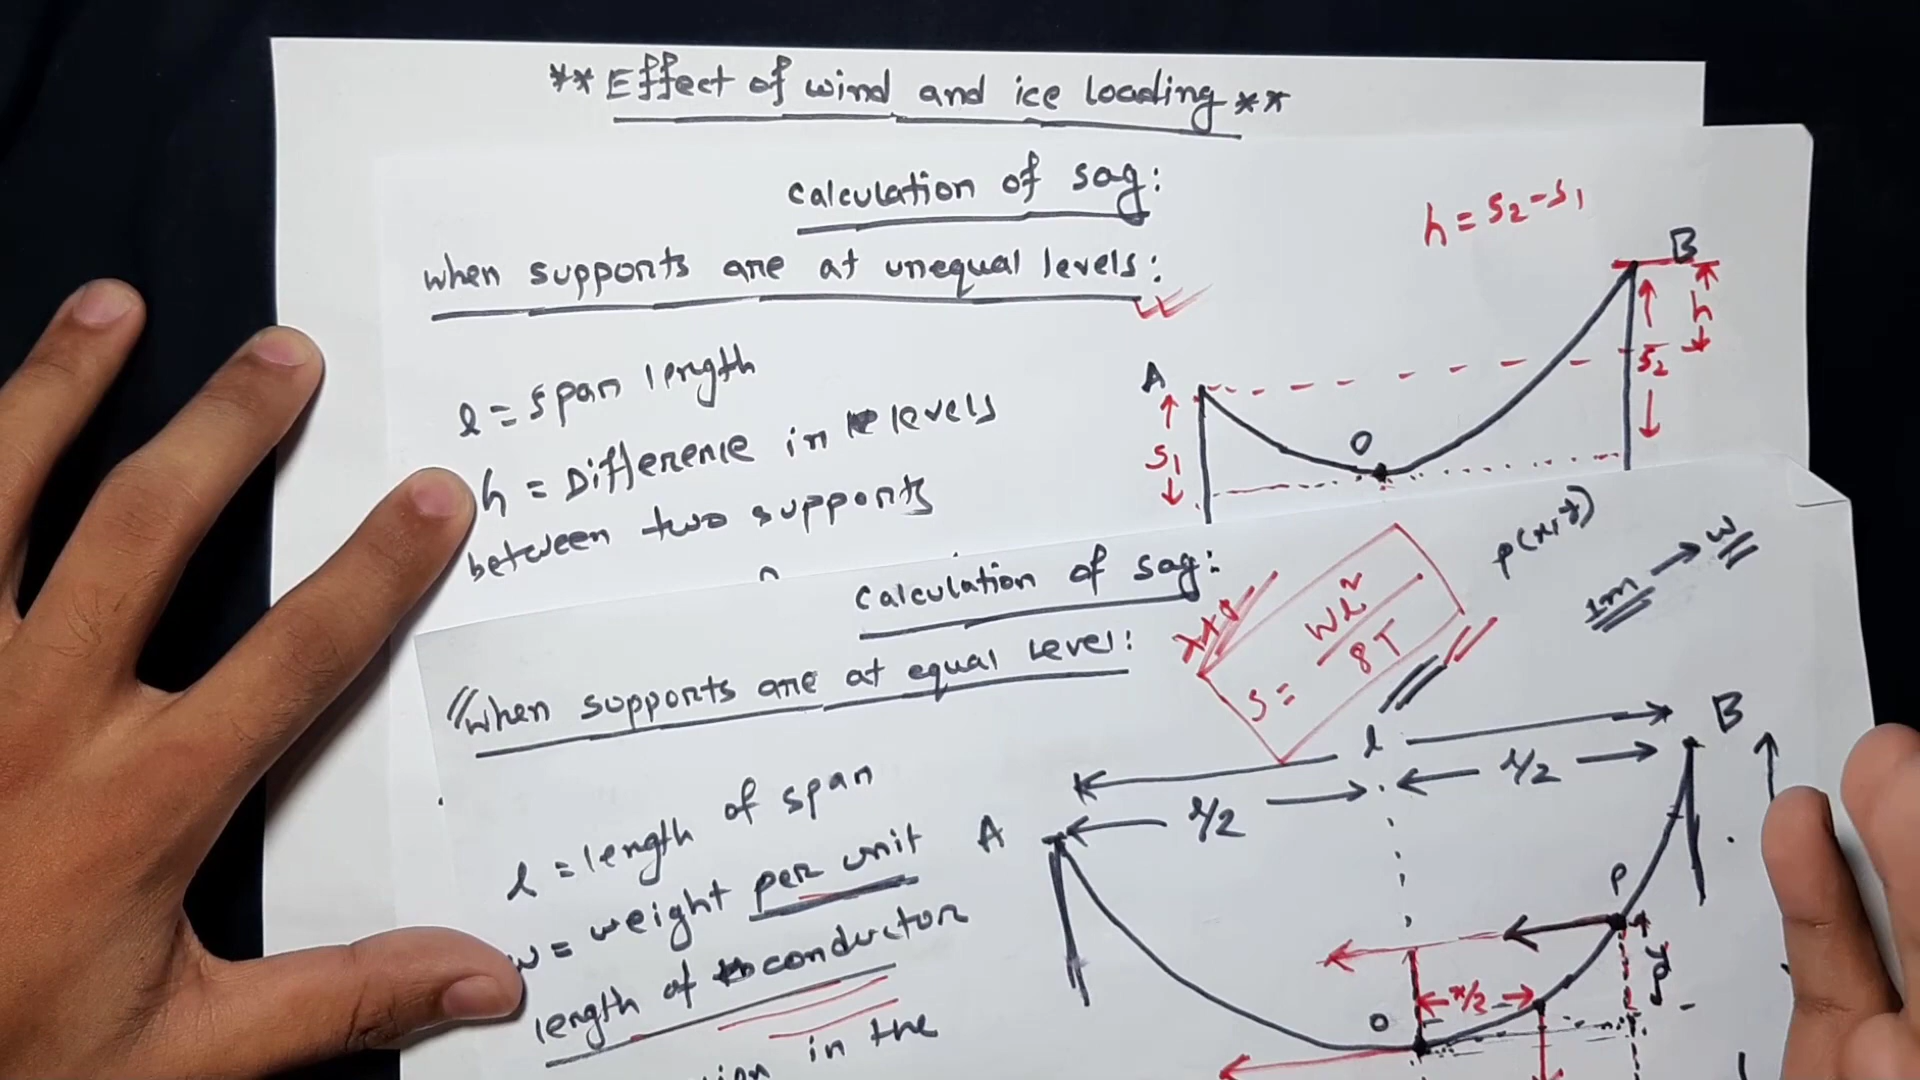 **Effect of wind and ice loading**
calculation of sag:
h = S2-S1
when supports are at unequal levels:
B
h
S2
A
O
S1
l = span length
h = Difference in levels
between two supports
calculation of sag:
P(x,y)
1m → w
S = wl²/8T
when supports are at equal level:
l
B
l/2
l/2
A
l = length of span
w = weight per unit
length of conductor
in the
P
y
x/2
O